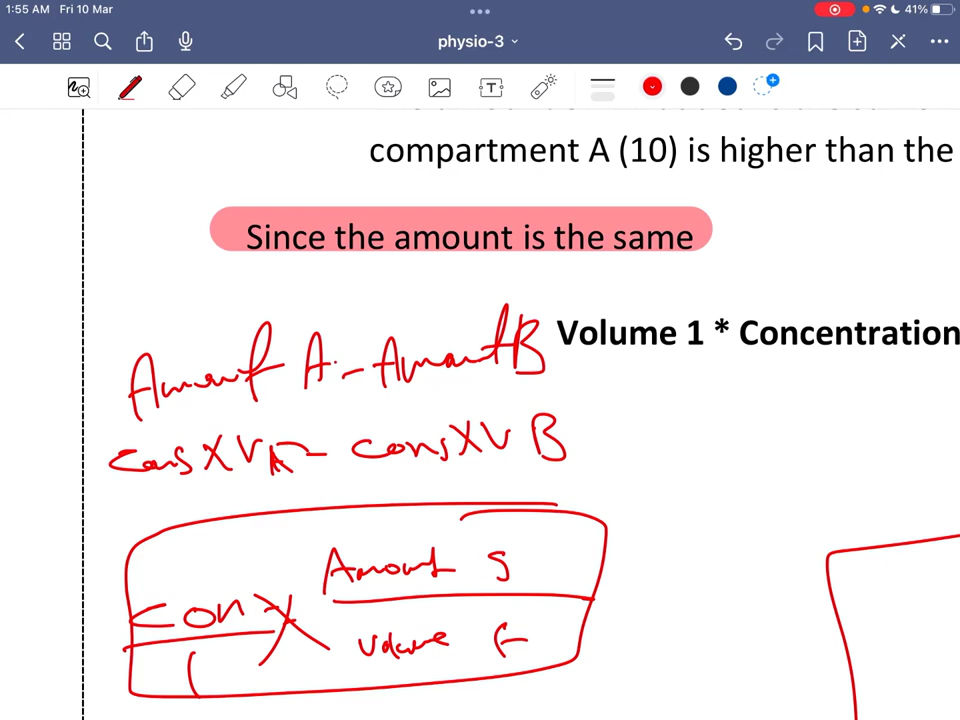 1:55 AM Fri 10 Mar
41%
physio-3
compartment A (10) is higher than the
Since the amount is the same
Volume 1 * Concentration
Amount A = Amount B
cons X V A = cons X V B
Amount S
con X
Volume
1